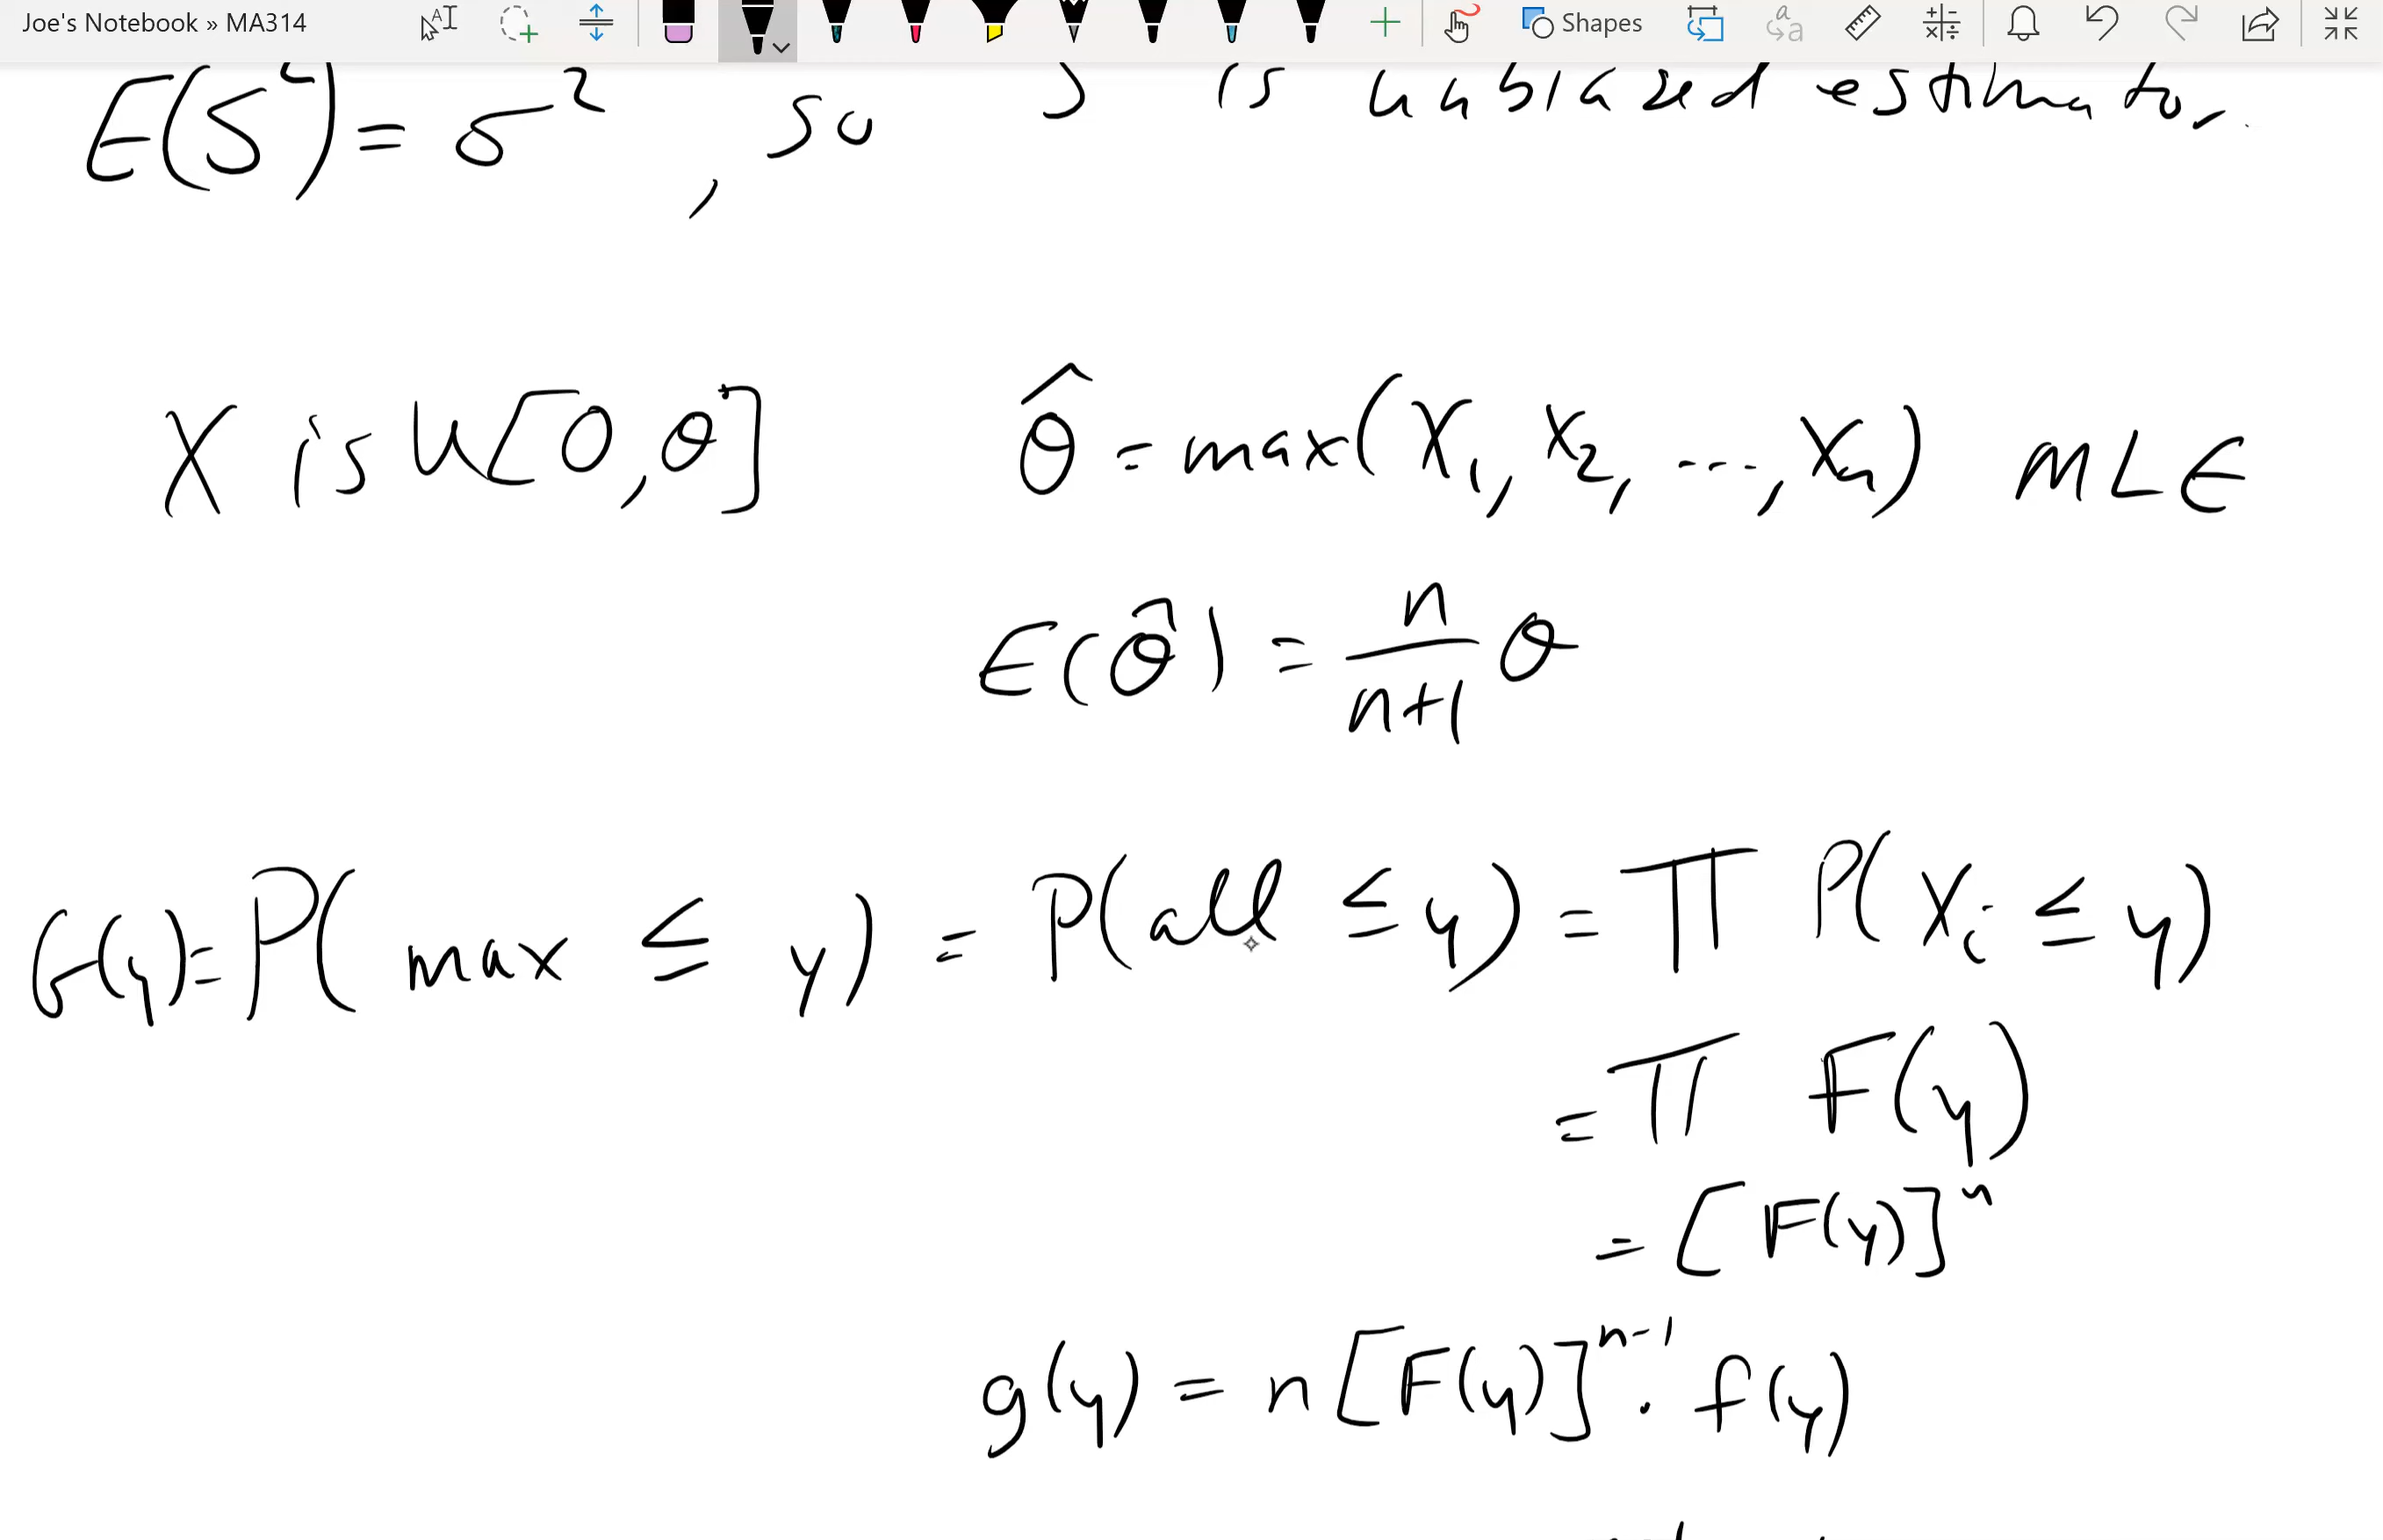 Joe's Notebook » MA314
Shapes
E(S²) = σ², so S is unbiased estimator.
X is U[0,θ] θ̂ = max(X₁, X₂, ..., Xₙ) MLE
E(θ̂) = n/(n+1) θ
G(y) = P( max ≤ y) = P(all ≤ y) = Π P( Xᵢ ≤ y)
= Π F(y)
= [F(y)]ⁿ
g(y) = n[F(y)]ⁿ⁻¹ · f(y)